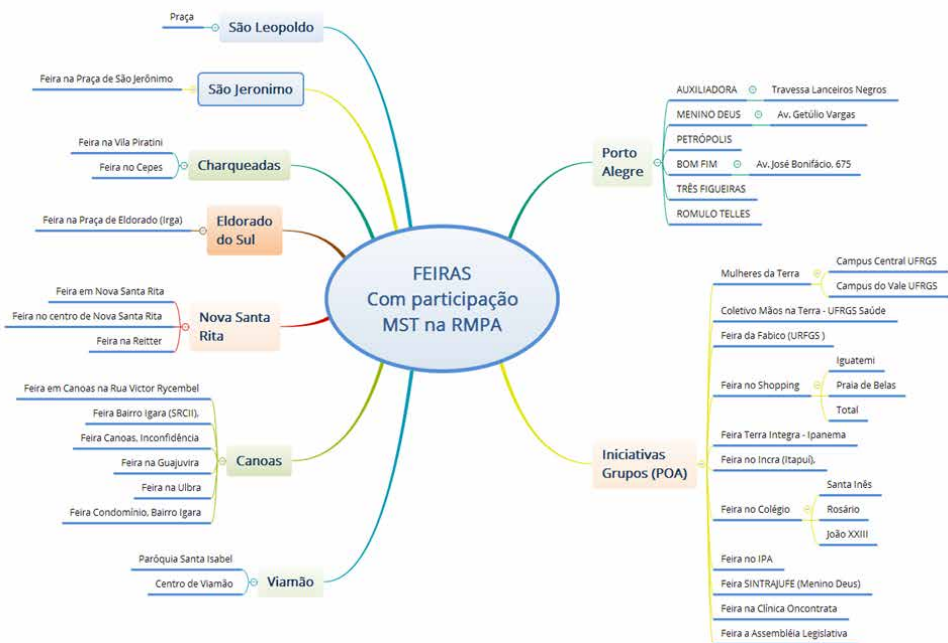 FEIRAS
Com participação
MST na RMPA
São Leopoldo
Praça
São Jeronimo
Feira na Praça de São Jerônimo
Charqueadas
Feira na Vila Piratini
Feira no Cepes
Eldorado
do Sul
Feira na Praça de Eldorado (Irga)
Nova Santa
Rita
Feira em Nova Santa Rita
Feira no centro de Nova Santa Rita
Feira na Reitter
Canoas
Feira em Canoas na Rua Victor Rycembel
Feira Bairro Igara (SRCII),
Feira Canoas, Inconfidência
Feira na Guajuvira
Feira na Ulbra
Feira Condomínio, Bairro Igara
Viamão
Paróquia Santa Isabel
Centro de Viamão
Porto
Alegre
AUXILIADORA
Travessa Lanceiros Negros
MENINO DEUS
Av. Getúlio Vargas
PETRÓPOLIS
BOM FIM
Av. José Bonifácio, 675
TRÊS FIGUEIRAS
ROMULO TELLES
Iniciativas
Grupos (POA)
Mulheres da Terra
Campus Central UFRGS
Campus do Vale UFRGS
Coletivo Mãos na Terra - UFRGS Saúde
Feira da Fabico (URFGS )
Feira no Shopping
Iguatemi
Praia de Belas
Total
Feira Terra Integra - Ipanema
Feira no Incra (Itapuí),
Feira no Colégio
Santa Inês
Rosário
João XXIII
Feira no IPA
Feira SINTRAJUFE (Menino Deus)
Feira na Clínica Oncontrata
Feira a Assembléia Legislativa